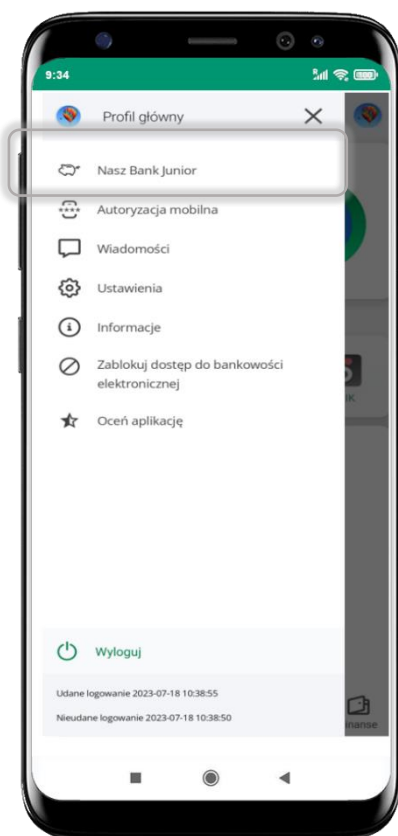 9:34
Profil główny
Nasz Bank Junior
Autoryzacja mobilna
Wiadomości
Ustawienia
Informacje
Zablokuj dostęp do bankowości
elektronicznej
Oceń aplikację
Wyloguj
Udane logowanie 2023-07-18 10:38:55
Nieudane logowanie 2023-07-18 10:38:50